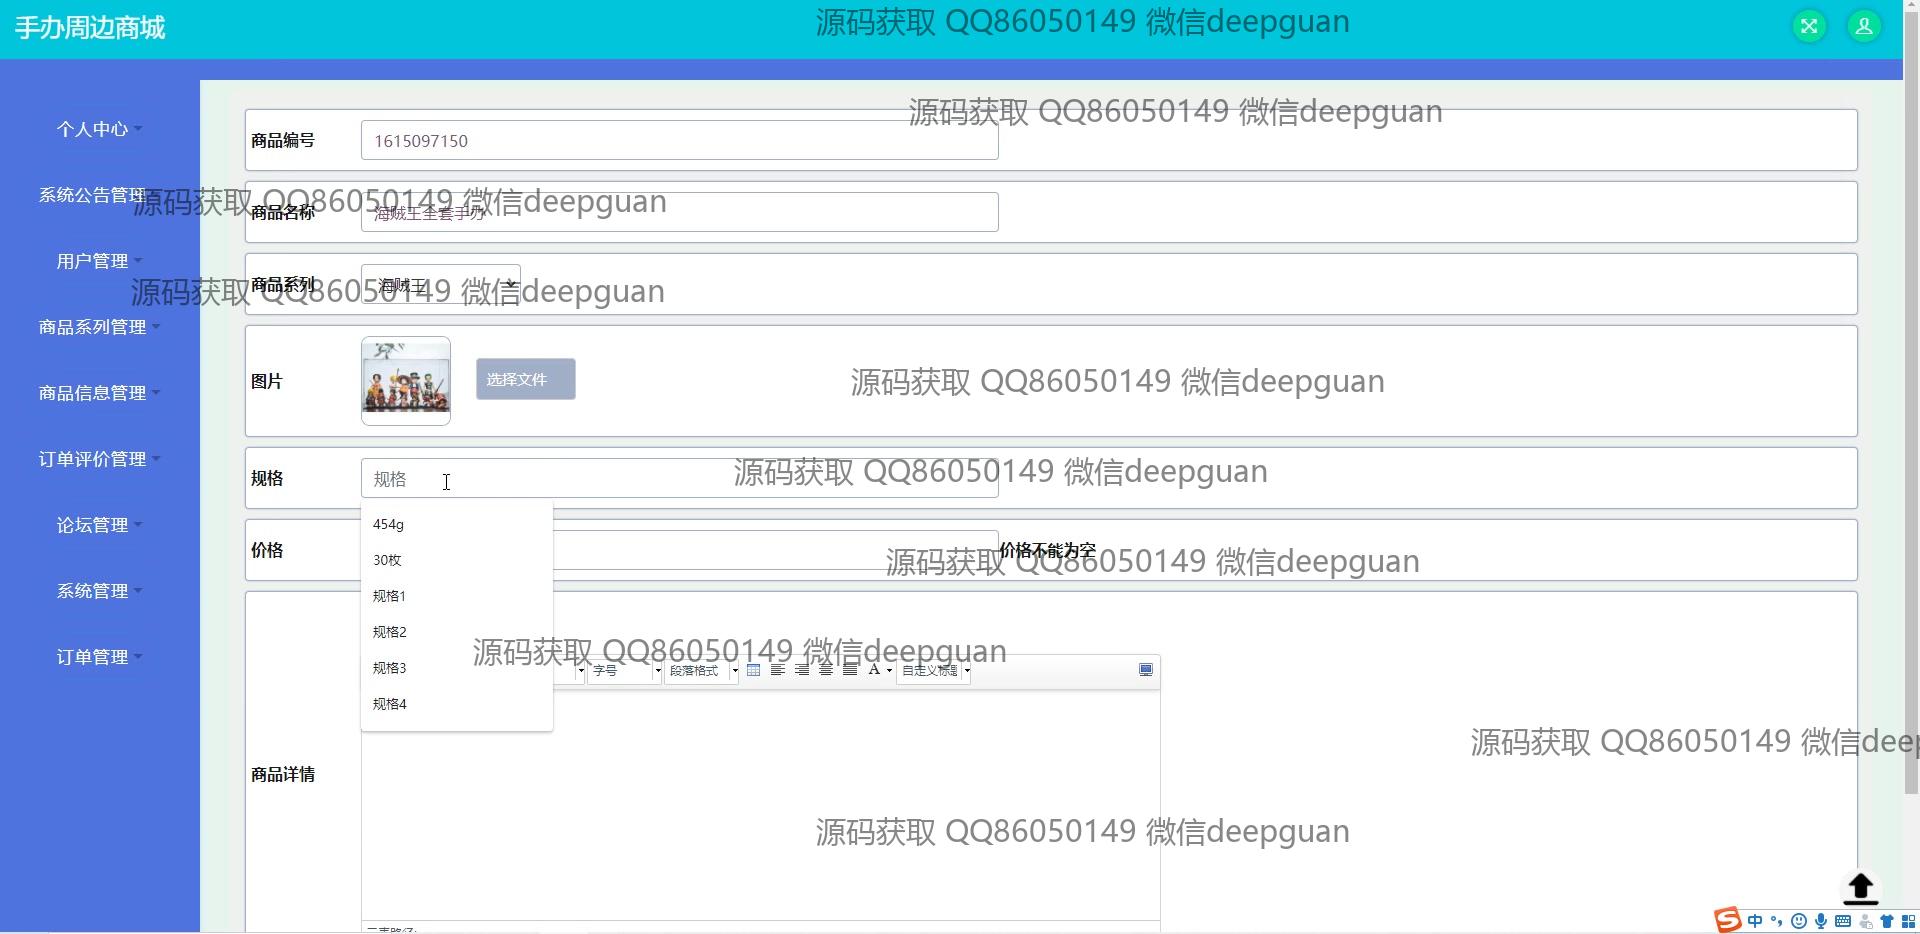 手办周边商城
源码获取 QQ86050149 微信deepguan
源码获取 QQ86050149 微信deepguan
个人中心
商品编号
1615097150
系统公告管理
源码获取 QQ86050149 微信deepguan
商品名称
海贼王全套手办
用户管理
商品系列
海贼王
源码获取 QQ86050149 微信deepguan
商品系列管理
图片
选择文件
源码获取 QQ86050149 微信deepguan
商品信息管理
订单评价管理
规格
规格
源码获取 QQ86050149 微信deepguan
论坛管理
454g
价格
价格不能为空
30枚
源码获取 QQ86050149 微信deepguan
系统管理
规格1
规格2
订单管理
源码获取 QQ86050149 微信deepguan
规格3
字号
段落格式
A
自定义标题
规格4
源码获取 QQ86050149 微信deep
商品详情
源码获取 QQ86050149 微信deepguan
中